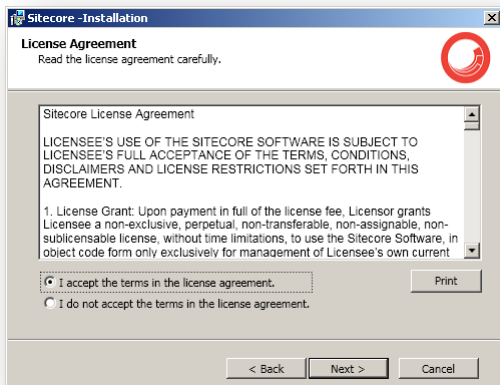 Sitecore -Installation
License Agreement
Read the license agreement carefully.
Sitecore License Agreement
LICENSEE'S USE OF THE SITECORE SOFTWARE IS SUBJECT TO
LICENSEE'S FULL ACCEPTANCE OF THE TERMS, CONDITIONS,
DISCLAIMERS AND LICENSE RESTRICTIONS SET FORTH IN THIS
AGREEMENT.
1. License Grant: Upon payment in full of the license fee, Licensor grants
Licensee a non-exclusive, perpetual, non-transferable, non-assignable, non-
sublicensable license, without time limitations, to use the Sitecore Software, in
object code form only exclusively for management of Licensee's own current
I accept the terms in the license agreement.
Print
I do not accept the terms in the license agreement.
< Back
Next >
Cancel